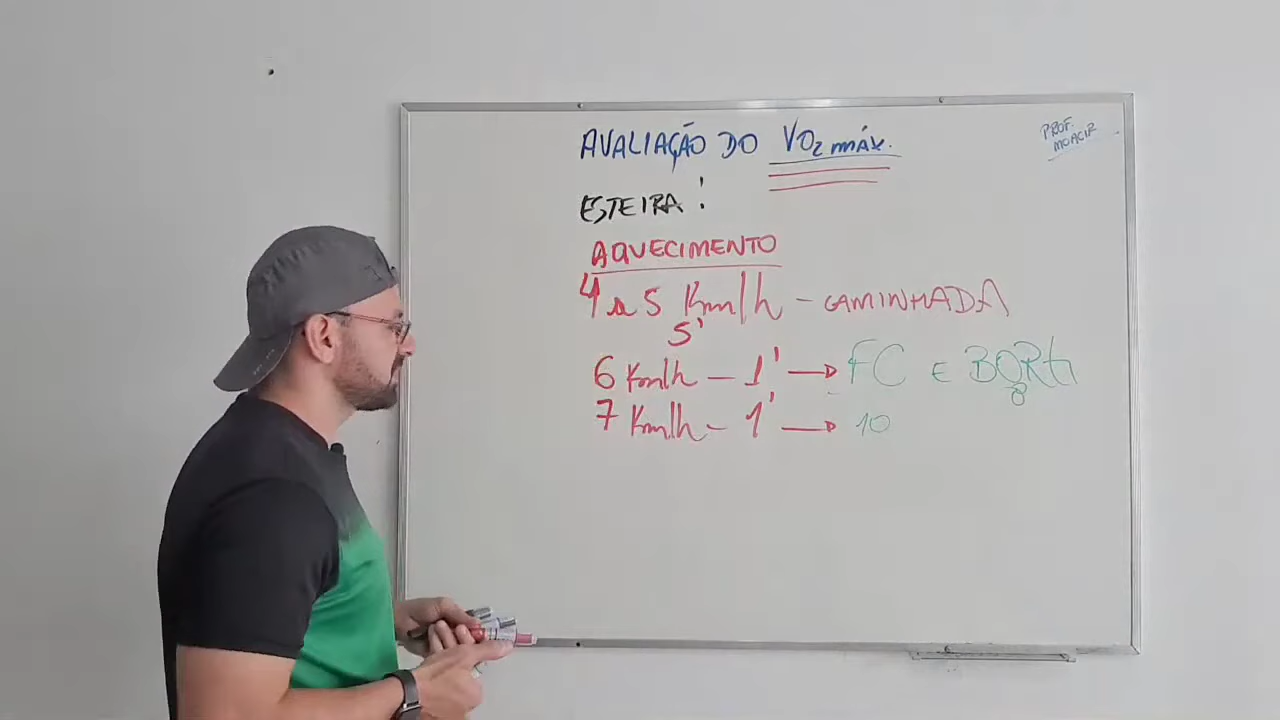 AVALIAÇÃO DO VO2 máx.
PROF. MOACIR
ESTEIRA!
AQUECIMENTO
4 a 5 Km/h - CAMINHADA
5'
6 Km/h - 1' → FC E BORG
8
7 Km/h - 1' → 10